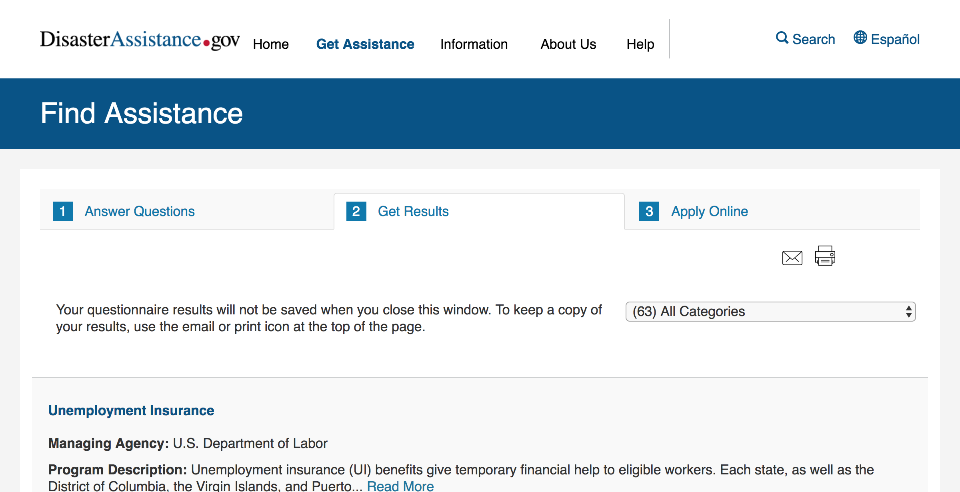 DisasterAssistance.gov Home Get Assistance Information About Us Help Search Español
Find Assistance
1 Answer Questions 2 Get Results 3 Apply Online
Your questionnaire results will not be saved when you close this window. To keep a copy of
your results, use the email or print icon at the top of the page.
(63) All Categories
Unemployment Insurance
Managing Agency: U.S. Department of Labor
Program Description: Unemployment insurance (UI) benefits give temporary financial help to eligible workers. Each state, as well as the
District of Columbia, the Virgin Islands, and Puerto... Read More